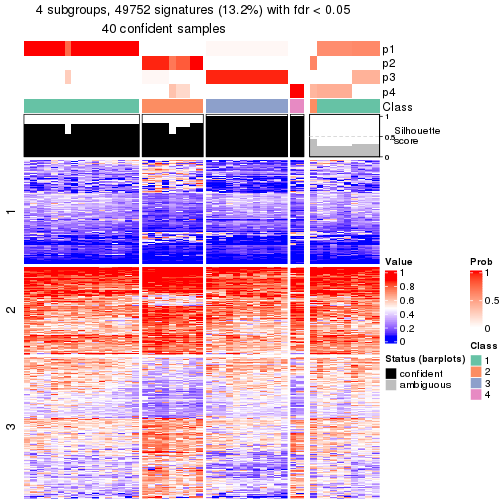 4 subgroups, 49752 signatures (13.2%) with fdr < 0.05
40 confident samples
p1
p2
p3
p4
Class
1
0.5
0
Silhouette
score
1
2
3
Value
1
0.8
0.6
0.4
0.2
0
Prob
1
0.5
0
Status (barplots)
confident
ambiguous
Class
1
2
3
4